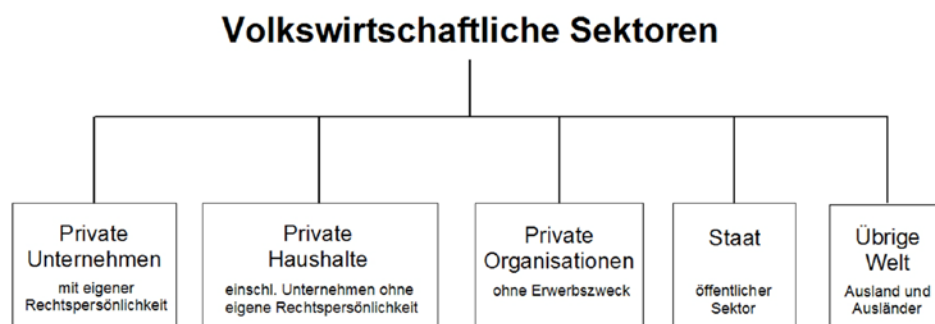 Volkswirtschaftliche Sektoren
Private
Unternehmen
mit eigener
Rechtspersönlichkeit
Private
Haushalte
einschl. Unternehmen ohne
eigene Rechtspersönlichkeit
Private
Organisationen
ohne Erwerbszweck
Staat
öffentlicher
Sektor
Übrige
Welt
Ausland und
Ausländer